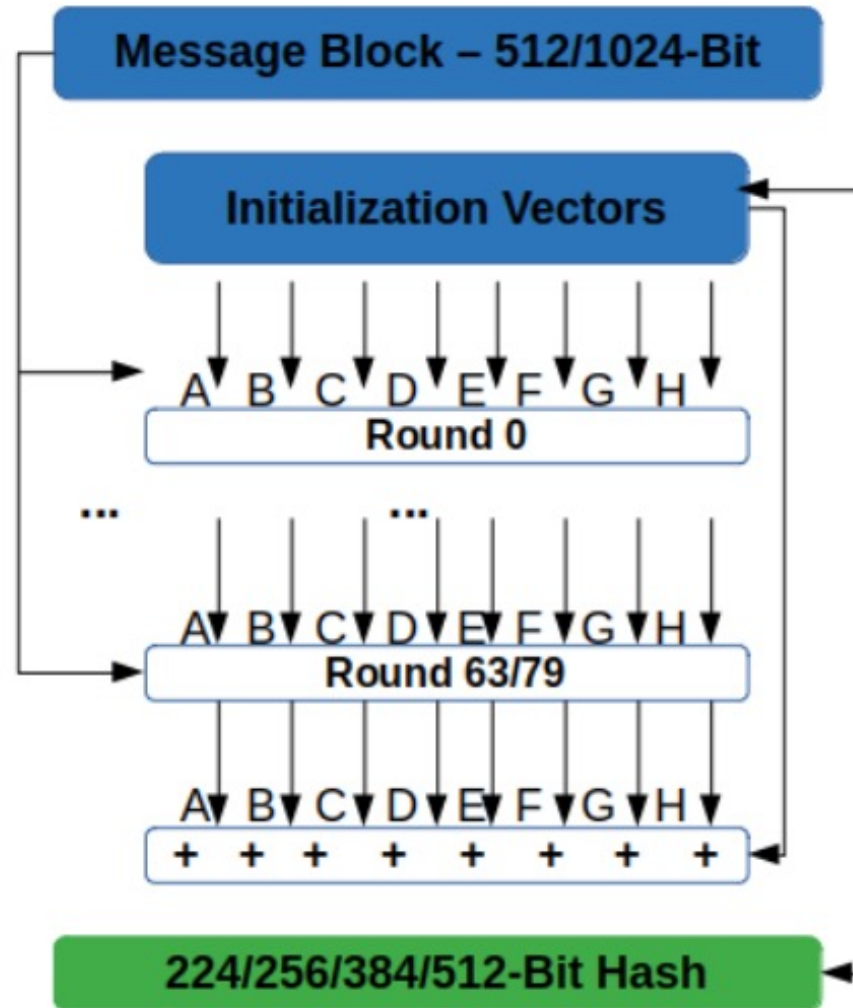 Message Block – 512/1024-Bit
Initialization Vectors
A B C D E F G H
Round 0
... ...
A B C D E F G H
Round 63/79
A B C D E F G H
+ + + + + + + +
224/256/384/512-Bit Hash